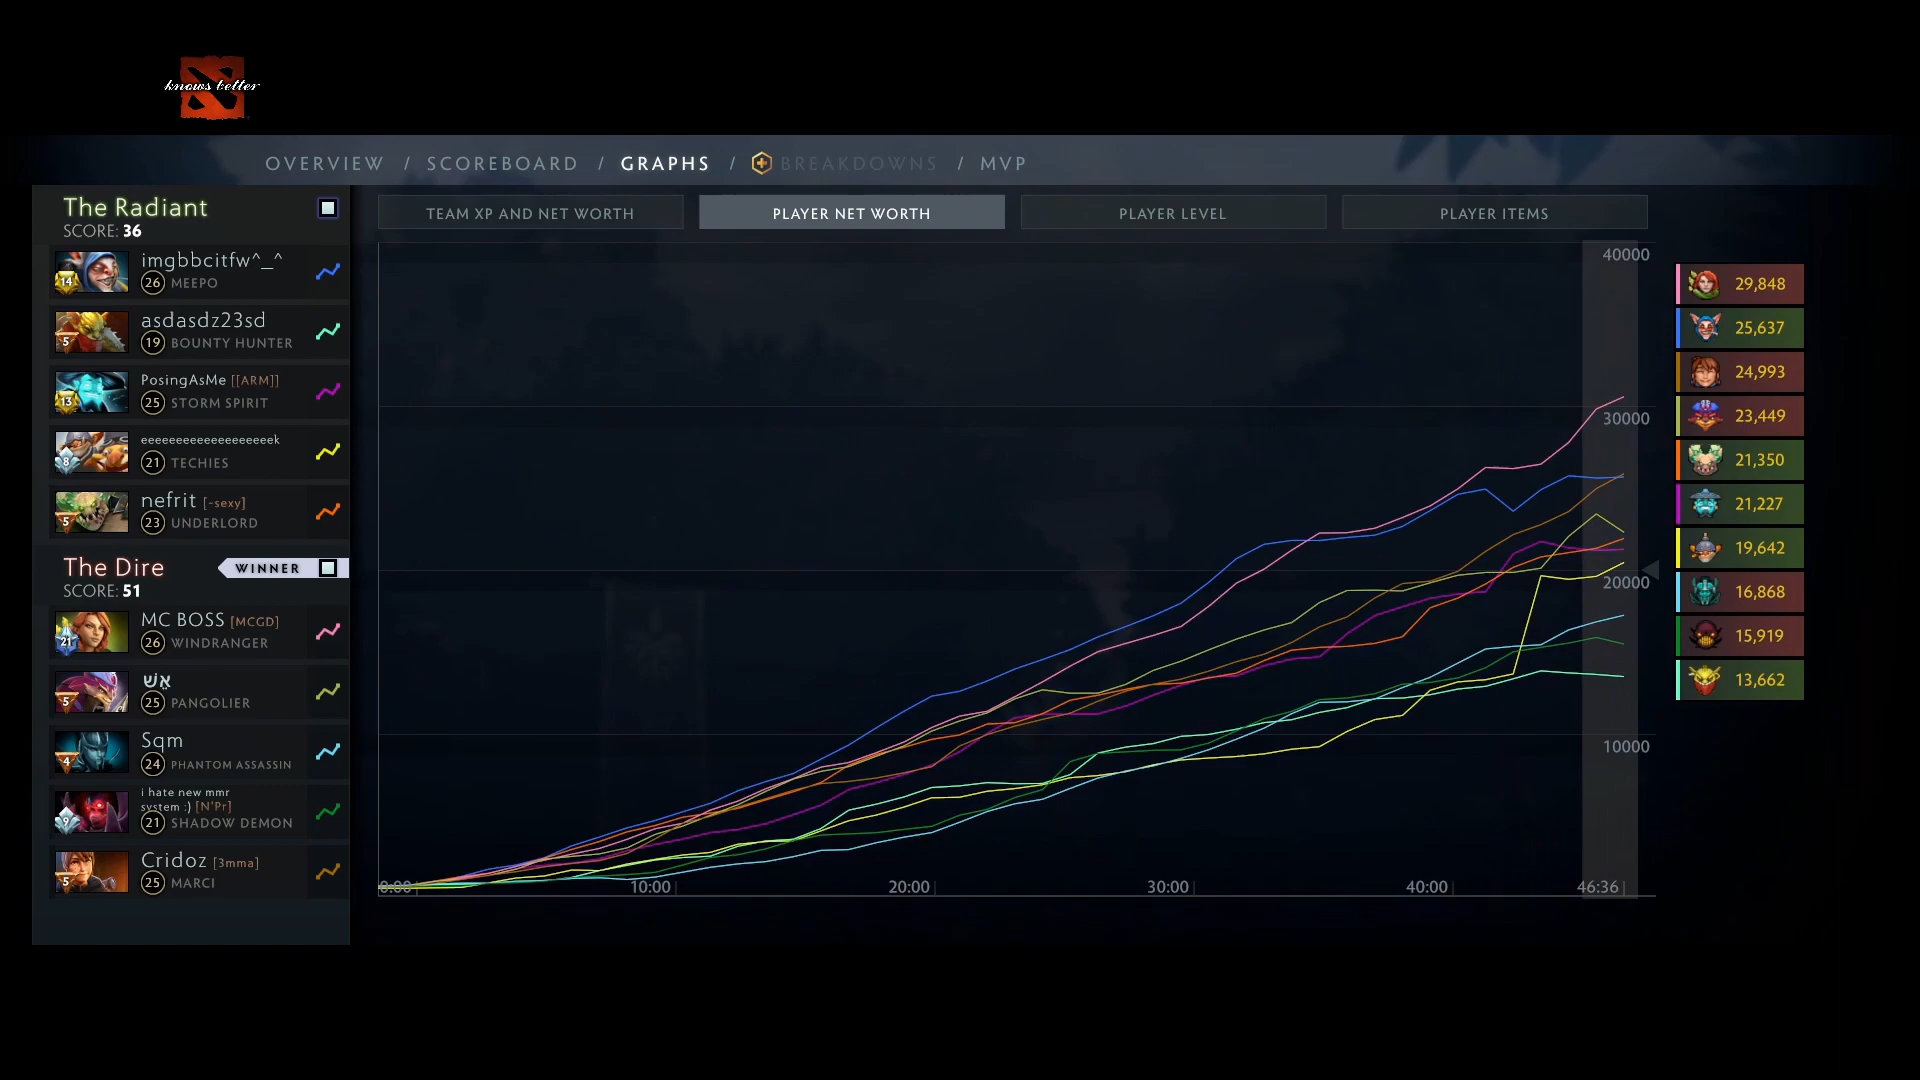 knows better
OVERVIEW / SCOREBOARD / GRAPHS / BREAKDOWNS / MVP
The Radiant
SCORE: 36
TEAM XP AND NET WORTH
PLAYER NET WORTH
PLAYER LEVEL
PLAYER ITEMS
14
imgbbcitfw^_^
26 MEEPO
5
asdasdz23sd
19 BOUNTY HUNTER
13
PosingAsMe [[ARM]]
25 STORM SPIRIT
8
eeeeeeeeeeeeeeeeeeek
21 TECHIES
5
nefrit [-sexy]
23 UNDERLORD
The Dire
WINNER
SCORE: 51
21
MC BOSS [MCGD]
26 WINDRANGER
5
אֵשׁ
25 PANGOLIER
4
Sqm
24 PHANTOM ASSASSIN
9
i hate new mmr
system :) [N'Pr]
21 SHADOW DEMON
5
Cridoz [3mma]
25 MARCI
40000
30000
20000
10000
0:00 10:00 20:00 30:00 40:00 46:36
29,848
25,637
24,993
23,449
21,350
21,227
19,642
16,868
15,919
13,662